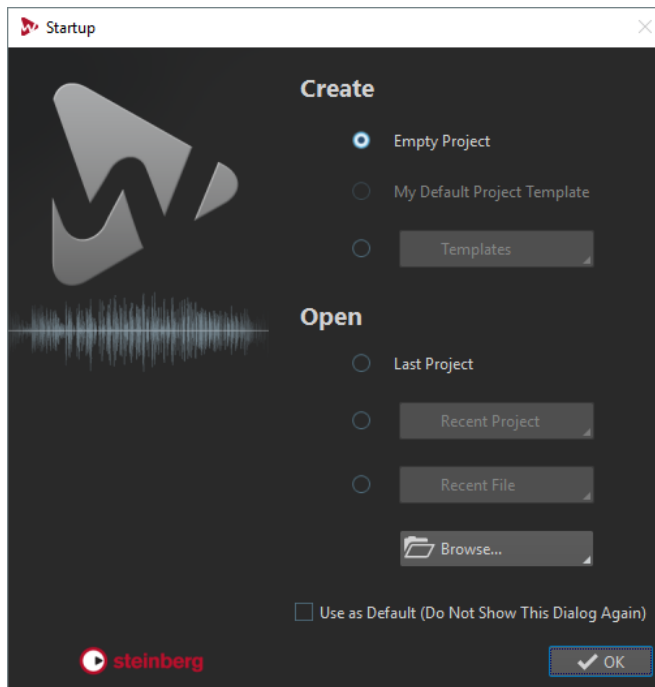 Startup
Create
Empty Project
My Default Project Template
Templates
Open
Last Project
Recent Project
Recent File
Browse...
Use as Default (Do Not Show This Dialog Again)
steinberg
OK